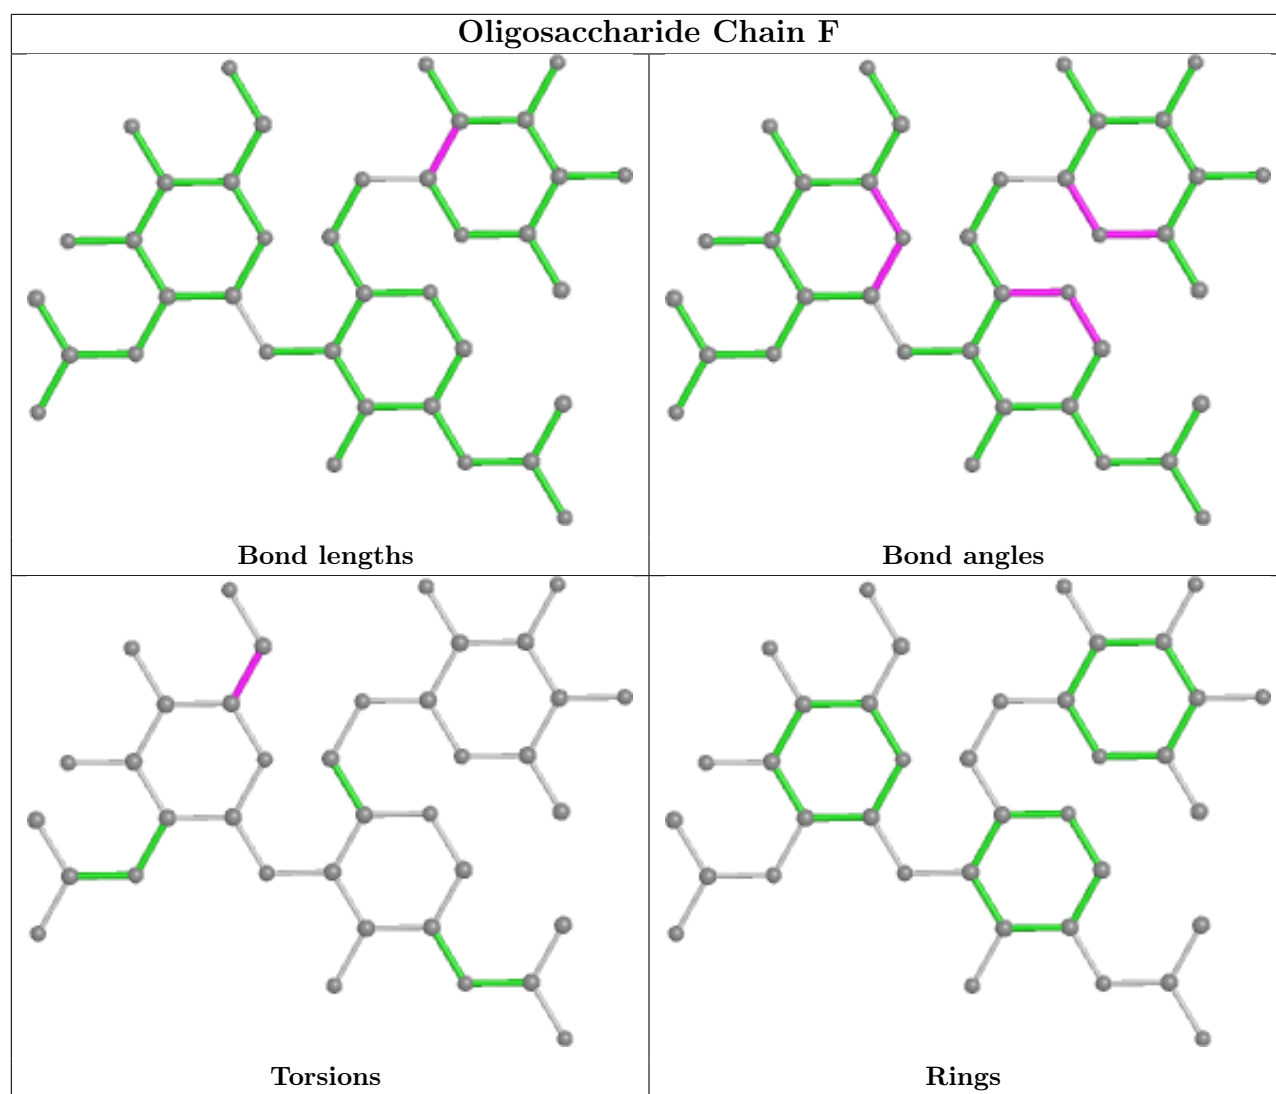 Oligosaccharide Chain F
Bond lengths
Bond angles
Torsions
Rings